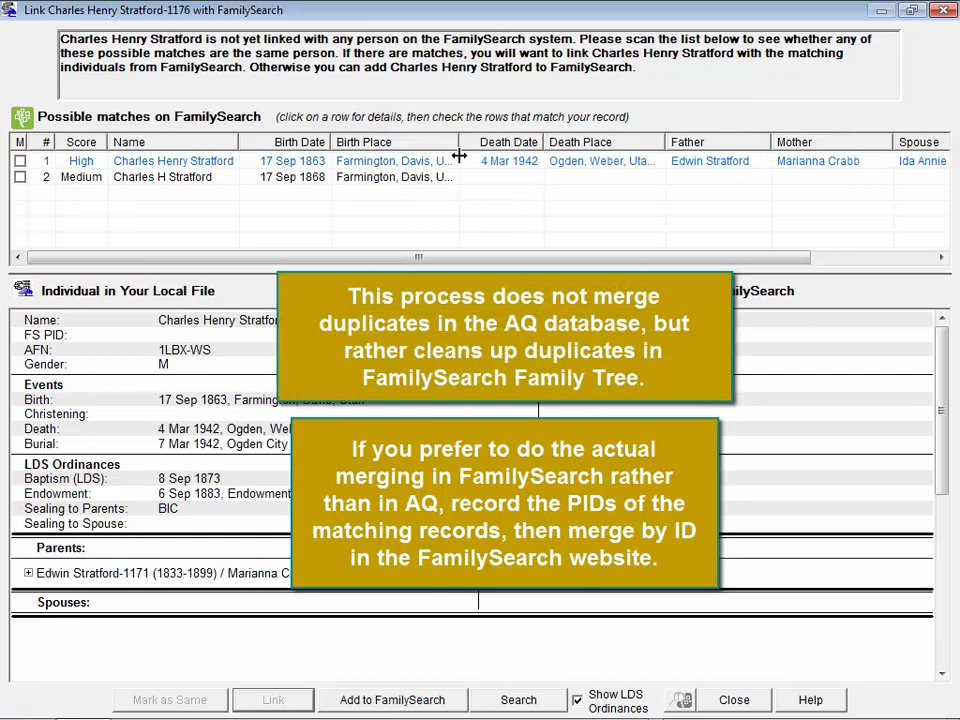 Link Charles Henry Stratford-1176 with FamilySearch
Charles Henry Stratford is not yet linked with any person on the FamilySearch system. Please scan the list below to see whether any of
these possible matches are the same person. If there are matches, you will want to link Charles Henry Stratford with the matching
individuals from FamilySearch. Otherwise you can add Charles Henry Stratford to FamilySearch.
Possible matches on FamilySearch (click on a row for details, then check the rows that match your record)
M # Score Name Birth Date Birth Place Death Date Death Place Father Mother Spouse
1 High Charles Henry Stratford 17 Sep 1863 Farmington, Davis, U... 4 Mar 1942 Ogden, Weber, Uta... Edwin Stratford Marianna Crabb Ida Annie
2 Medium Charles H Stratford 17 Sep 1868 Farmington, Davis, U...
Individual in Your Local File
ilySearch
This process does not merge
duplicates in the AQ database, but
rather cleans up duplicates in
FamilySearch Family Tree.
Name: Charles Henry Stratfor
FS PID:
AFN: 1LBX-WS
Gender: M
Events
Birth: 17 Sep 1863, Farmington, Davis, Utah
Christening:
Death: 4 Mar 1942, Ogden, We
Burial: 7 Mar 1942, Ogden City
LDS Ordinances
Baptism (LDS): 8 Sep 1873
Endowment: 6 Sep 1883, Endowment
Sealing to Parents: BIC
Sealing to Spouse:
If you prefer to do the actual
merging in FamilySearch rather
than in AQ, record the PIDs of the
matching records, then merge by ID
in the FamilySearch website.
Parents:
Edwin Stratford-1171 (1833-1899) / Marianna C
Spouses:
Mark as Same Link Add to FamilySearch Search Show LDS Ordinances Close Help